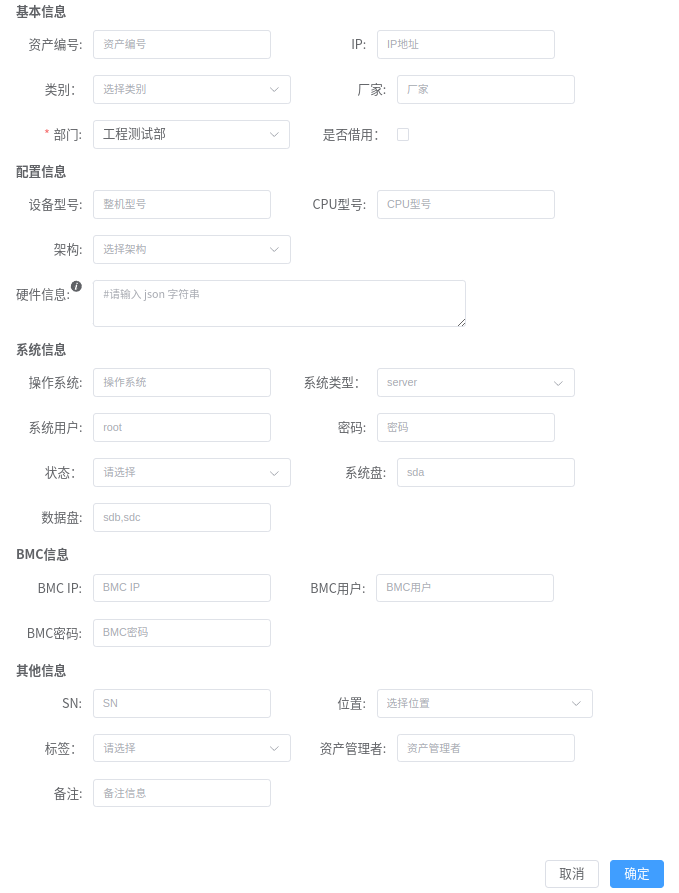 基本信息
资产编号: 资产编号 IP: IP地址
类别: 选择类别 厂家: 厂家
* 部门: 工程测试部 是否借用:
配置信息
设备型号: 整机型号 CPU型号: CPU型号
架构: 选择架构
硬件信息: #请输入 json 字符串
系统信息
操作系统: 操作系统 系统类型: server
系统用户: root 密码: 密码
状态: 请选择 系统盘: sda
数据盘: sdb,sdc
BMC信息
BMC IP: BMC IP BMC用户: BMC用户
BMC密码: BMC密码
其他信息
SN: SN 位置: 选择位置
标签: 请选择 资产管理者: 资产管理者
备注: 备注信息
取消 确定